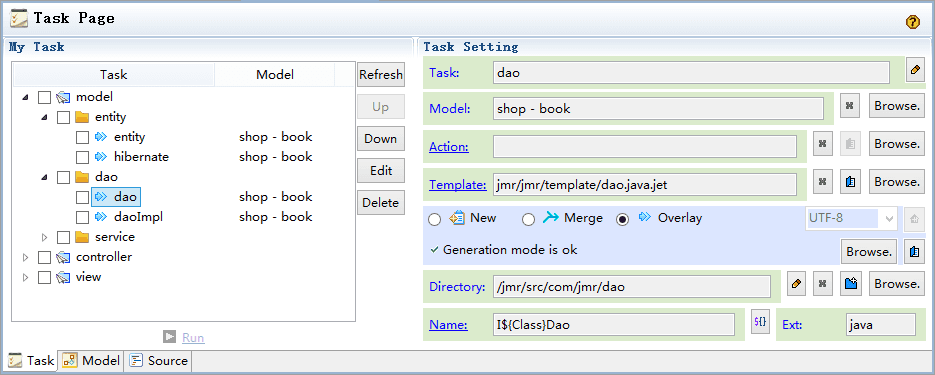 Task Page
My Task
Task Model
model
entity
entity shop - book
hibernate shop - book
dao
dao shop - book
daoImpl shop - book
service
controller
view
Refresh
Up
Down
Edit
Delete
Run
Task Setting
Task: dao
Model: shop - book Browse.
Action: Browse.
Template: jmr/jmr/template/dao.java.jet Browse.
New Merge Overlay UTF-8
Generation mode is ok Browse.
Directory: /jmr/src/com/jmr/dao Browse.
Name: I${Class}Dao ${} Ext: java
Task Model Source